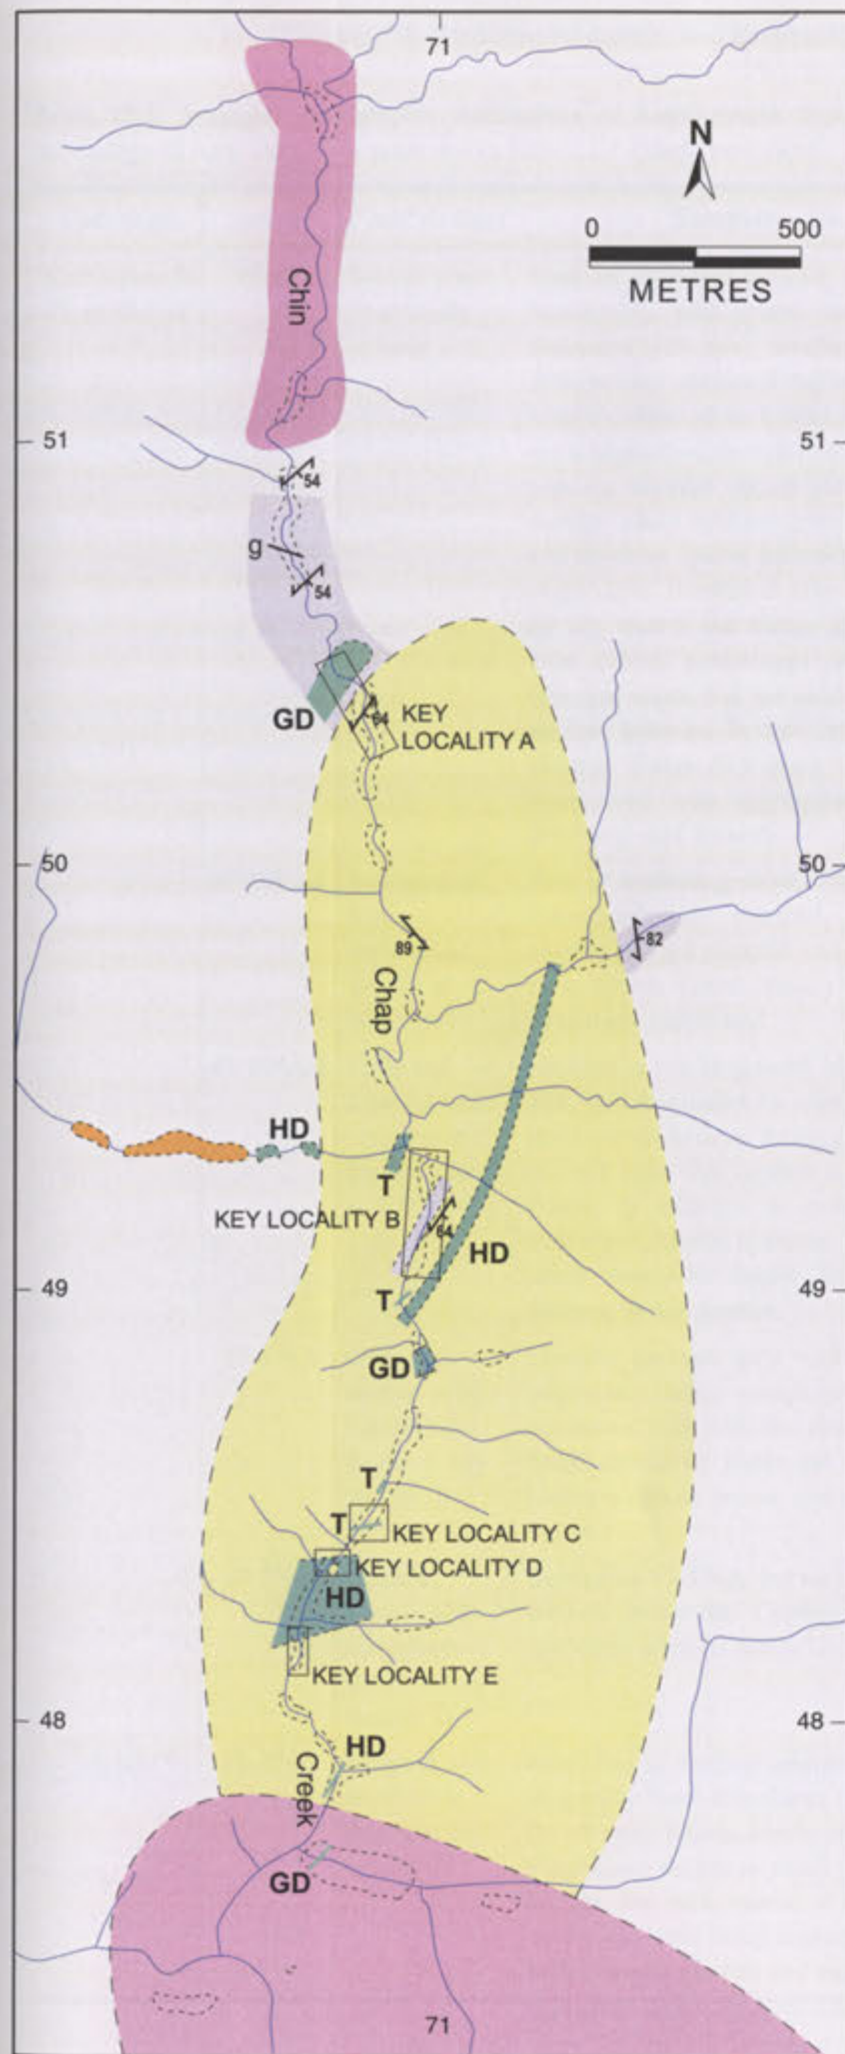 71
N
0 500
METRES
Chin
51 51
54
g
54
GD
64
KEY
LOCALITY A
50 50
89
82
Chap
HD
T
KEY LOCALITY B
64
HD
49 49
T
GD
T
T
KEY LOCALITY C
KEY LOCALITY D
HD
KEY LOCALITY E
48 48
HD
Creek
GD
71